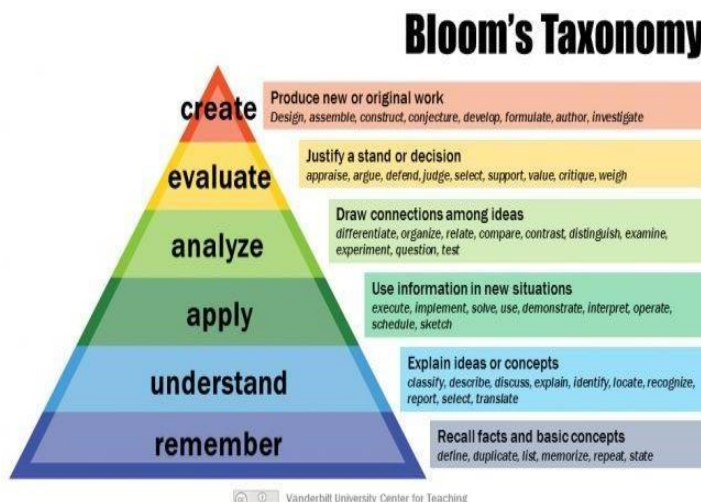 Bloom's Taxonomy
create
Produce new or original work
Design, assemble, construct, conjecture, develop, formulate, author, investigate
evaluate
Justify a stand or decision
appraise, argue, defend, judge, select, support, value, critique, weigh
analyze
Draw connections among ideas
differentiate, organize, relate, compare, contrast, distinguish, examine,
experiment, question, test
apply
Use information in new situations
execute, implement, solve, use, demonstrate, interpret, operate,
schedule, sketch
understand
Explain ideas or concepts
classify, describe, discuss, explain, identify, locate, recognize,
report, select, translate
remember
Recall facts and basic concepts
define, duplicate, list, memorize, repeat, state
Vanderbilt University Center for Teaching